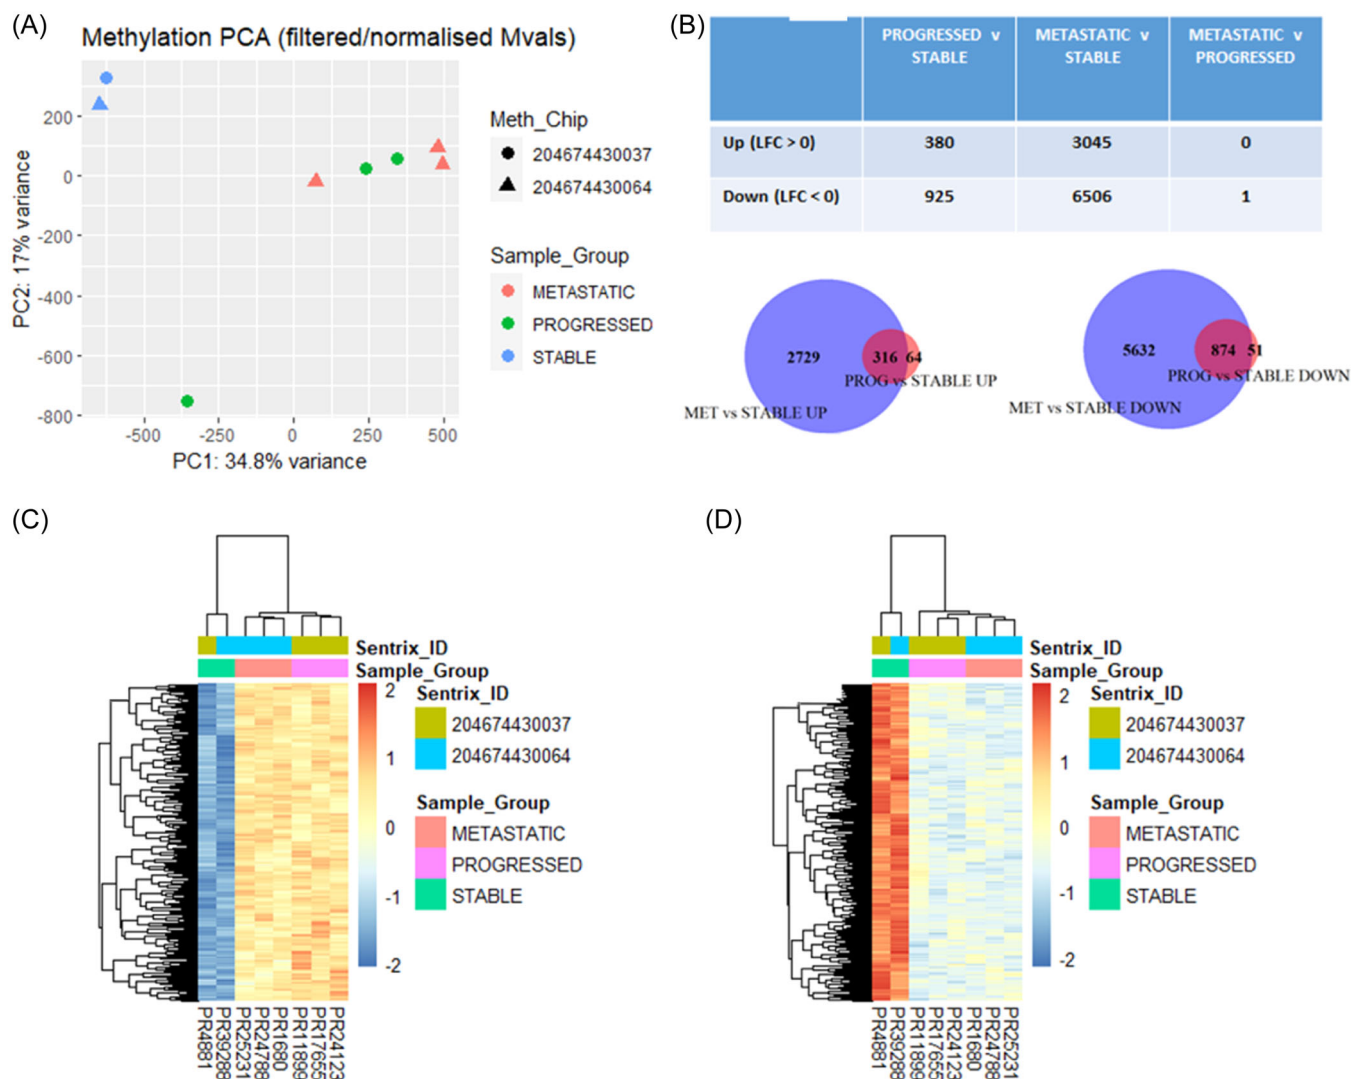 (A)
Methylation PCA (filtered/normalised Mvals)
PC2: 17% variance
200
0
-200
-400
-600
-800
-500
-250
0
250
500
PC1: 34.8% variance
Meth_Chip
204674430037
204674430064
Sample_Group
METASTATIC
PROGRESSED
STABLE
(B)
PROGRESSED v STABLE
METASTATIC v STABLE
METASTATIC v PROGRESSED
Up (LFC > 0) 380 3045 0
Down (LFC < 0) 925 6506 1
2729 316 64
PROG vs STABLE UP
MET vs STABLE UP
5632 874 51
PROG vs STABLE DOWN
MET vs STABLE DOWN
(C)
Sentrix_ID
Sample_Group
2
1
0
-1
-2
Sentrix_ID
204674430037
204674430064
Sample_Group
METASTATIC
PROGRESSED
STABLE
PR4881
PR39288
PR25231
PR24788
PR1680
PR11899
PR17655
PR24123
(D)
Sentrix_ID
Sample_Group
2
1
0
-1
-2
Sentrix_ID
204674430037
204674430064
Sample_Group
METASTATIC
PROGRESSED
STABLE
PR4881
PR39288
PR11899
PR17655
PR24123
PR1680
PR24788
PR25231